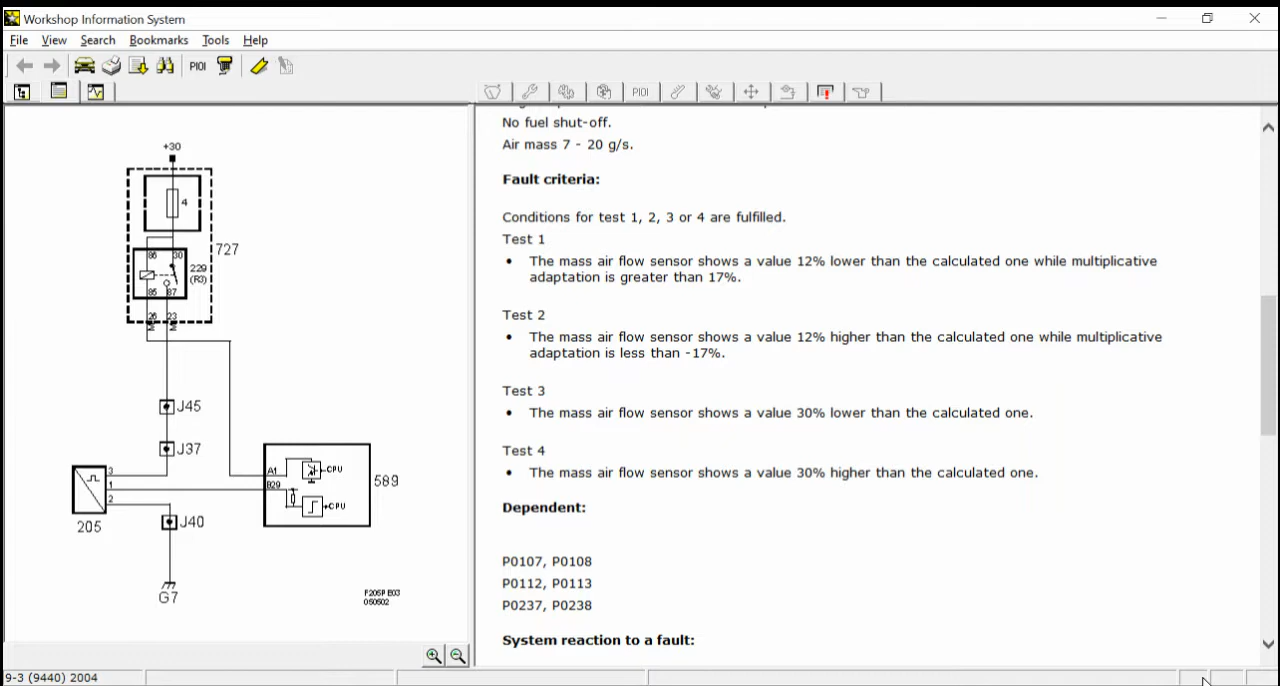 Workshop Information System
File View Search Bookmarks Tools Help
PIOI
PIOI
+30
4
727
86 30
229
(R3)
85 87
26 23
M M
J45
J37
3
1
2
205
A1
B29
CPU
CPU
589
J40
G7
F205P E03
050502
No fuel shut-off.
Air mass 7 - 20 g/s.
Fault criteria:
Conditions for test 1, 2, 3 or 4 are fulfilled.
Test 1
• The mass air flow sensor shows a value 12% lower than the calculated one while multiplicative
adaptation is greater than 17%.
Test 2
• The mass air flow sensor shows a value 12% higher than the calculated one while multiplicative
adaptation is less than -17%.
Test 3
• The mass air flow sensor shows a value 30% lower than the calculated one.
Test 4
• The mass air flow sensor shows a value 30% higher than the calculated one.
Dependent:
P0107, P0108
P0112, P0113
P0237, P0238
System reaction to a fault:
9-3 (9440) 2004